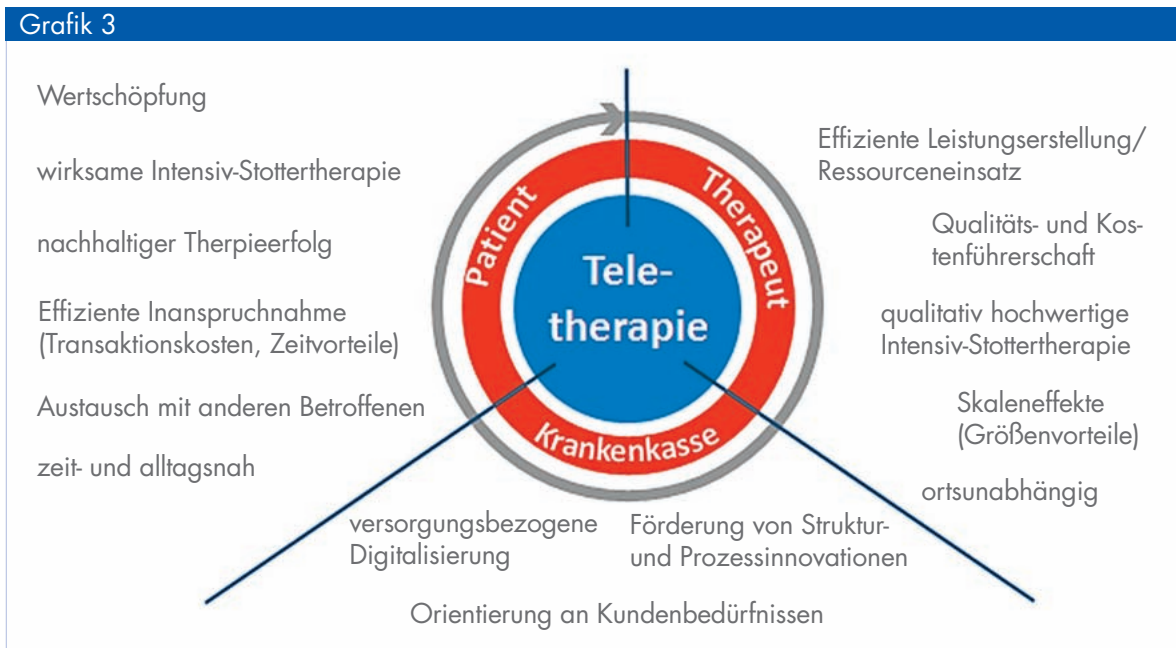 Grafik 3
Wertschöpfung
wirksame Intensiv-Stottertherapie
nachhaltiger Therpieerfolg
Effiziente Inanspruchnahme
(Transaktionskosten, Zeitvorteile)
Austausch mit anderen Betroffenen
zeit- und alltagsnah
Patient
Therapeut
Krankenkasse
Tele-
therapie
Effiziente Leistungserstellung/
Ressourceneinsatz
Qualitäts- und Kos-
tenführerschaft
qualitativ hochwertige
Intensiv-Stottertherapie
Skaleneffekte
(Größenvorteile)
ortsunabhängig
versorgungsbezogene
Digitalisierung
Förderung von Struktur-
und Prozessinnovationen
Orientierung an Kundenbedürfnissen